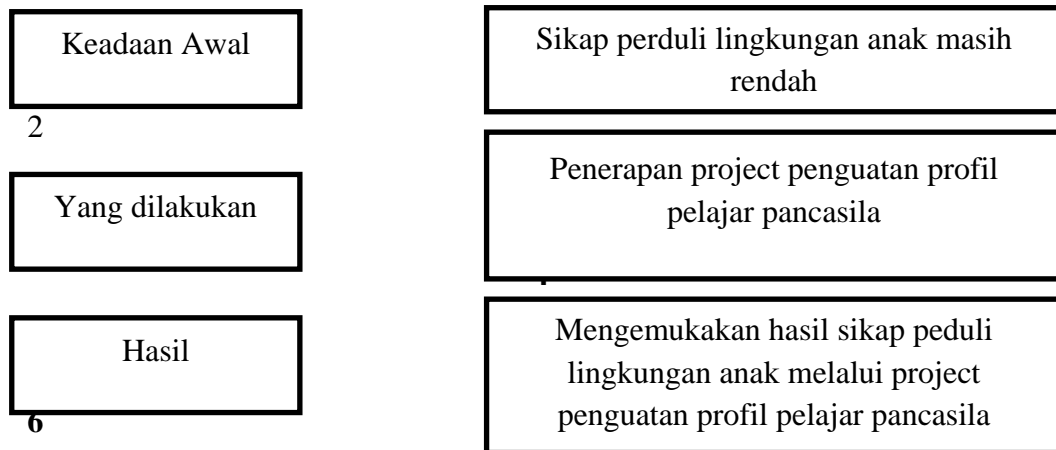 Keadaan Awal
Sikap perduli lingkungan anak masih
rendah
2
Yang dilakukan
Penerapan project penguatan profil
pelajar pancasila
Hasil
Mengemukakan hasil sikap peduli
lingkungan anak melalui project
penguatan profil pelajar pancasila
6